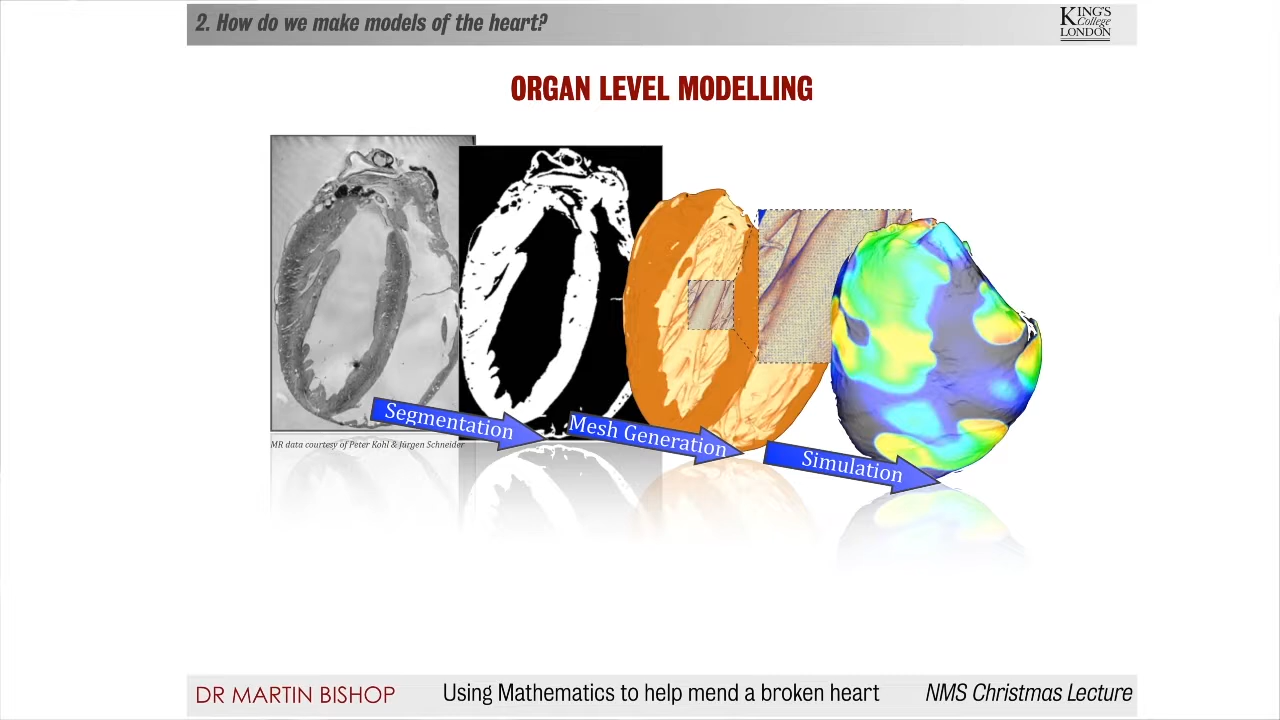 2. How do we make models of the heart?
KING'S
College
LONDON
ORGAN LEVEL MODELLING
Segmentation
Mesh Generation
Simulation
MR data courtesy of Peter Kohl & Jürgen Schneider
DR MARTIN BISHOP
Using Mathematics to help mend a broken heart
NMS Christmas Lecture